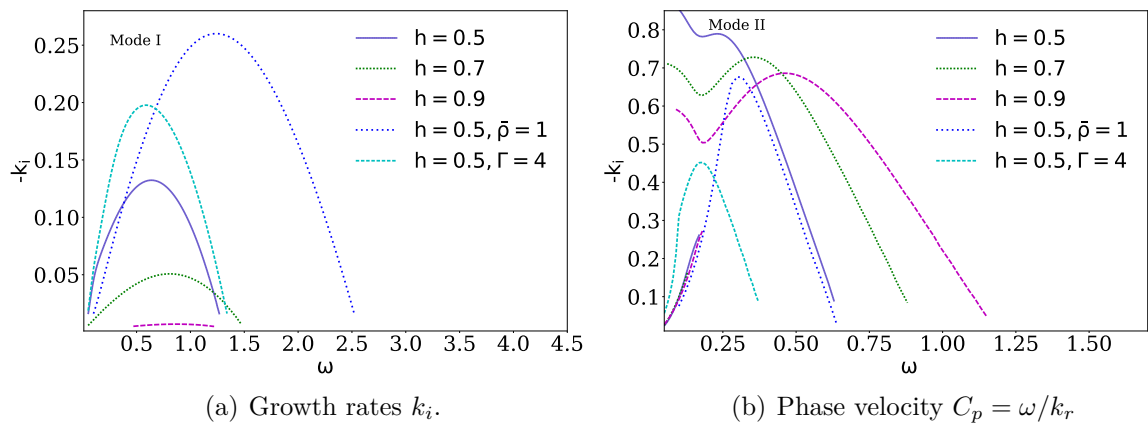 Mode I
h = 0.5
h = 0.7
h = 0.9
h = 0.5, ρ̄ = 1
h = 0.5, Γ = 4
0.25
0.20
0.15
0.10
0.05
-kᵢ
0.5 1.0 1.5 2.0 2.5 3.0 3.5 4.0 4.5
ω
(a) Growth rates kᵢ.
Mode II
h = 0.5
h = 0.7
h = 0.9
h = 0.5, ρ̄ = 1
h = 0.5, Γ = 4
0.8
0.7
0.6
0.5
0.4
0.3
0.2
0.1
-kᵢ
0.25 0.50 0.75 1.00 1.25 1.50
ω
(b) Phase velocity Cₚ = ω/kᵣ